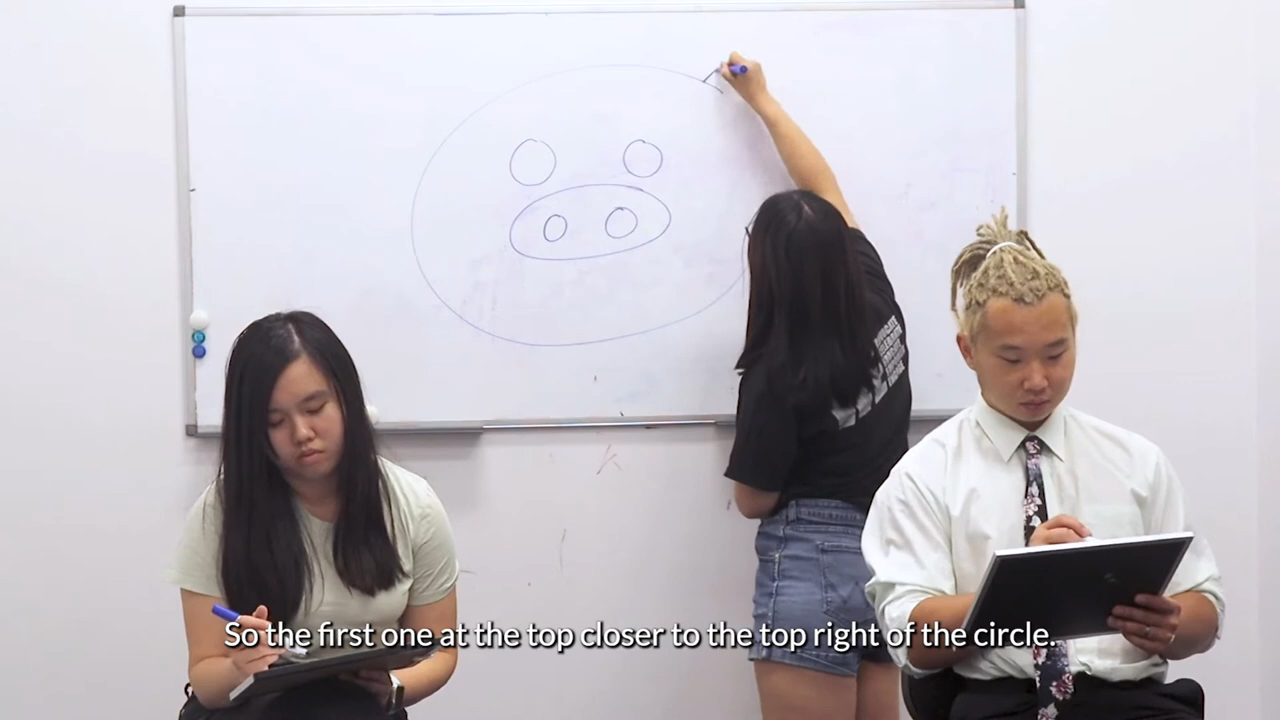 So the first one at the top closer to the top right of the circle.